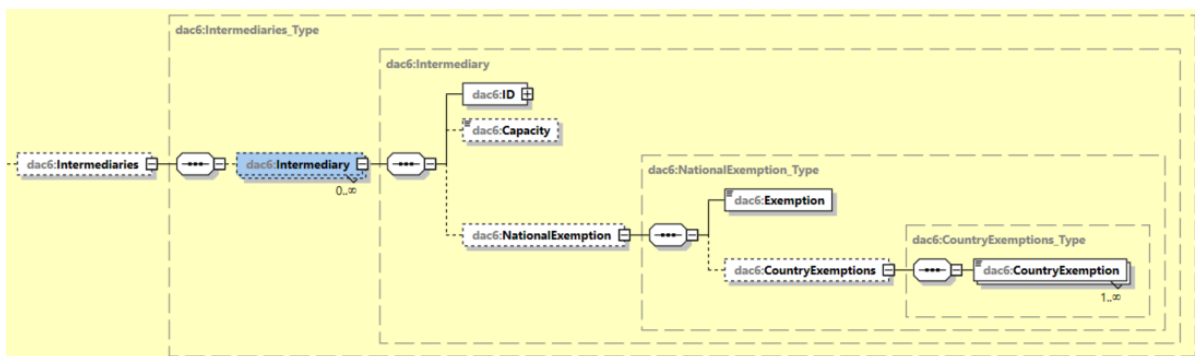 dac6:Intermediaries_Type
dac6:Intermediary
dac6:ID
dac6:Capacity
dac6:Intermediaries
dac6:Intermediary
0..∞
dac6:NationalExemption_Type
dac6:Exemption
dac6:NationalExemption
dac6:CountryExemptions_Type
dac6:CountryExemptions
dac6:CountryExemption
1..∞